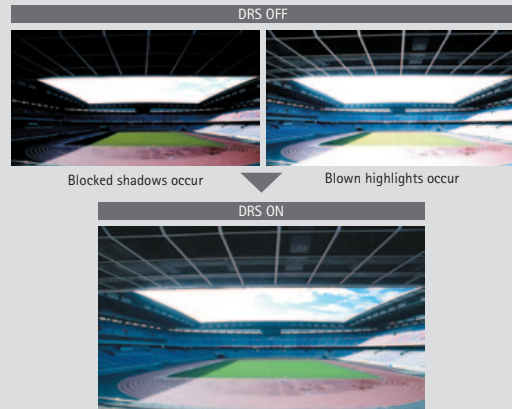 DRS OFF
Blocked shadows occur
Blown highlights occur
DRS ON